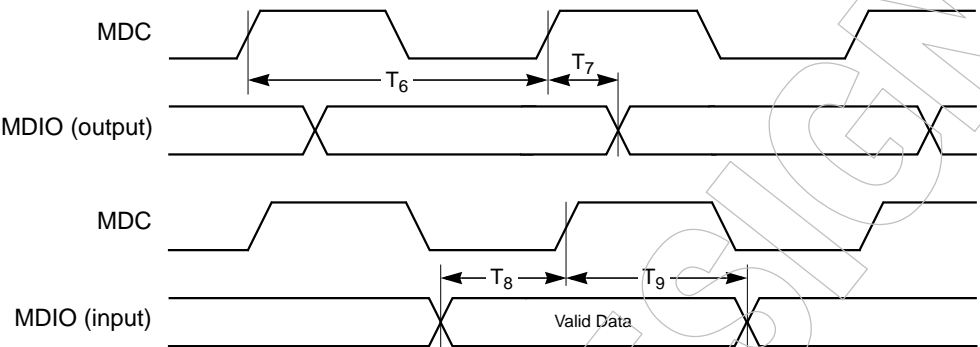 MDC
T6
T7
MDIO (output)
MDC
T8
T9
MDIO (input)
Valid Data